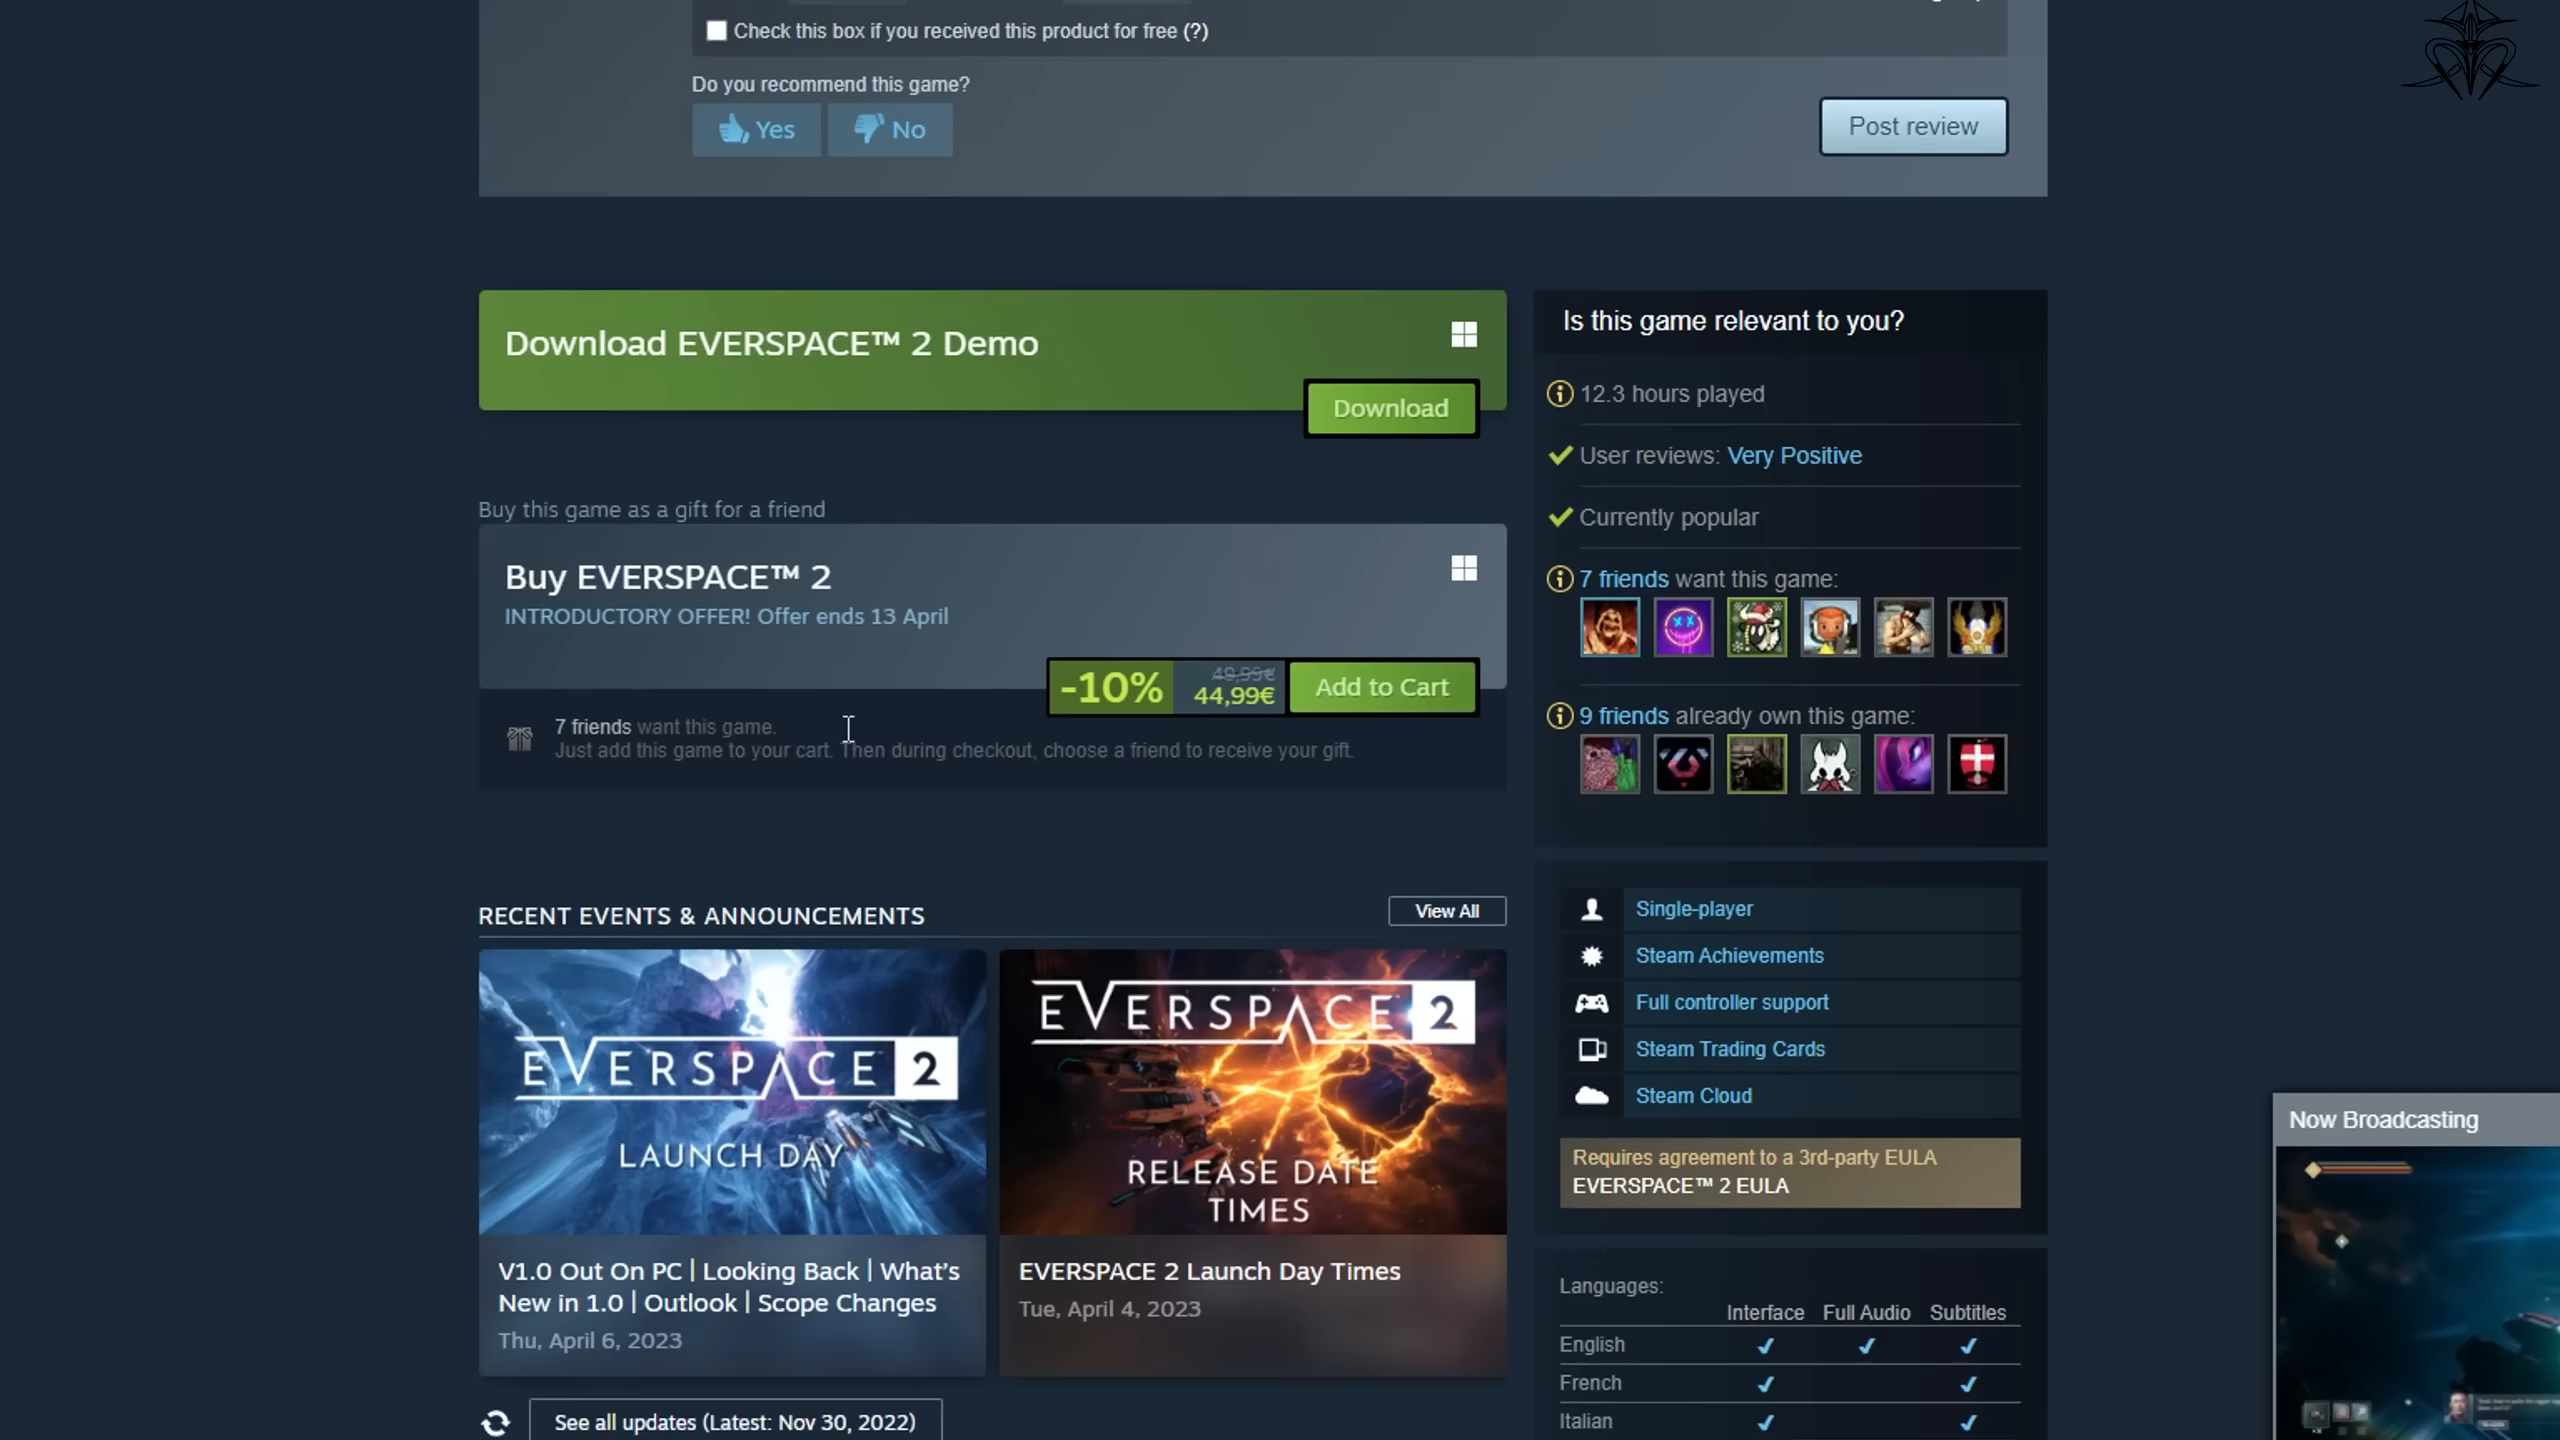 Check this box if you received this product for free (?)
Do you recommend this game?
Yes
No
Post review
Download EVERSPACE™ 2 Demo
Download
Buy this game as a gift for a friend
Buy EVERSPACE™ 2
INTRODUCTORY OFFER! Offer ends 13 April
-10%
49,99€
44,99€
Add to Cart
7 friends want this game.
Just add this game to your cart. Then during checkout, choose a friend to receive your gift.
RECENT EVENTS & ANNOUNCEMENTS
View All
EVERSPACE 2
LAUNCH DAY
V1.0 Out On PC | Looking Back | What's
New in 1.0 | Outlook | Scope Changes
Thu, April 6, 2023
EVERSPACE 2
RELEASE DATE
TIMES
EVERSPACE 2 Launch Day Times
Tue, April 4, 2023
See all updates (Latest: Nov 30, 2022)
Is this game relevant to you?
12.3 hours played
User reviews: Very Positive
Currently popular
7 friends want this game:
9 friends already own this game:
Single-player
Steam Achievements
Full controller support
Steam Trading Cards
Steam Cloud
Requires agreement to a 3rd-party EULA
EVERSPACE™ 2 EULA
Languages:
Interface Full Audio Subtitles
English
French
Italian
Now Broadcasting